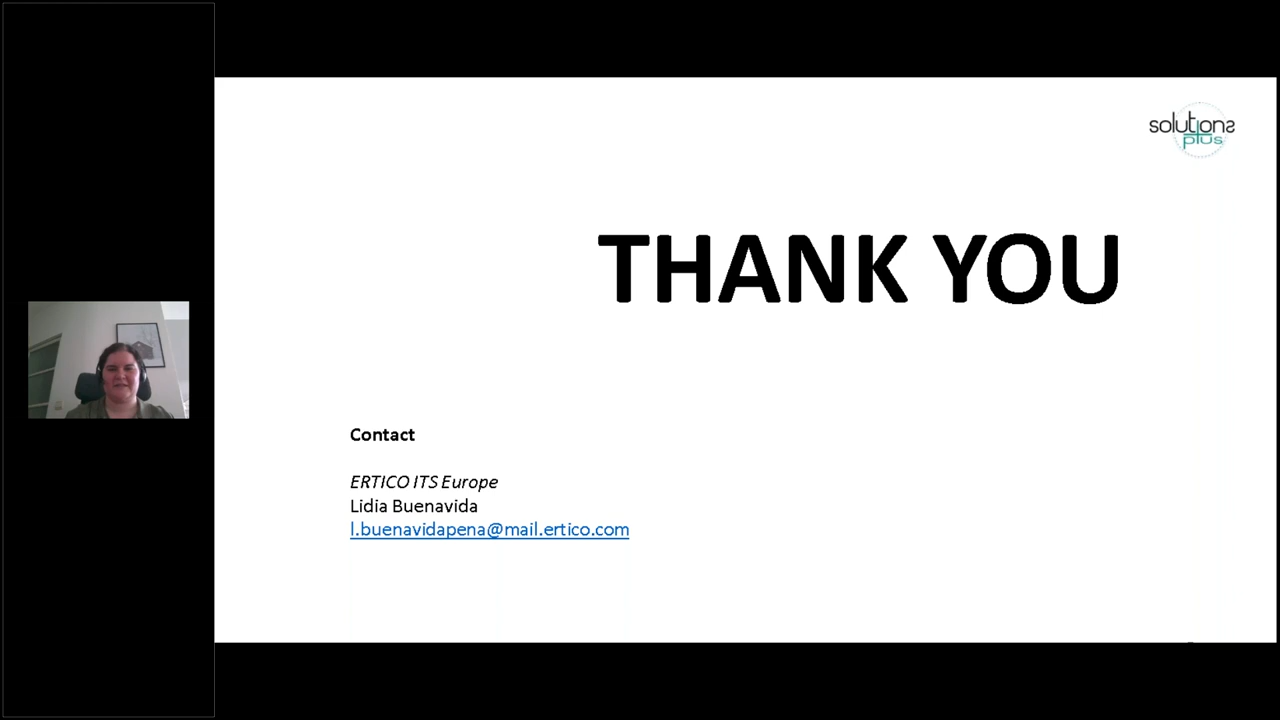 solutions
plus
THANK YOU
Contact
ERTICO ITS Europe
Lidia Buenavida
l.buenavidapena@mail.ertico.com